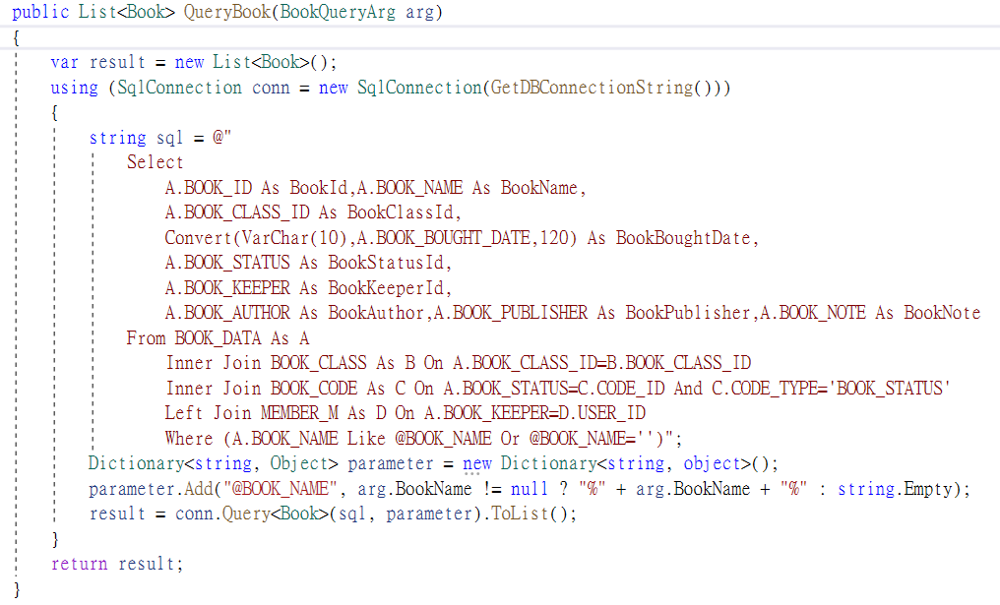 public List<Book> QueryBook(BookQueryArg arg)
{
var result = new List<Book>();
using (SqlConnection conn = new SqlConnection(GetDBConnectionString()))
{
string sql = @"
Select
A.BOOK_ID As BookId,A.BOOK_NAME As BookName,
A.BOOK_CLASS_ID As BookClassId,
Convert(VarChar(10),A.BOOK_BOUGHT_DATE,120) As BookBoughtDate,
A.BOOK_STATUS As BookStatusId,
A.BOOK_KEEPER As BookKeeperId,
A.BOOK_AUTHOR As BookAuthor,A.BOOK_PUBLISHER As BookPublisher,A.BOOK_NOTE As BookNote
From BOOK_DATA As A
Inner Join BOOK_CLASS As B On A.BOOK_CLASS_ID=B.BOOK_CLASS_ID
Inner Join BOOK_CODE As C On A.BOOK_STATUS=C.CODE_ID And C.CODE_TYPE='BOOK_STATUS'
Left Join MEMBER_M As D On A.BOOK_KEEPER=D.USER_ID
Where (A.BOOK_NAME Like @BOOK_NAME Or @BOOK_NAME='')";
Dictionary<string, Object> parameter = new Dictionary<string, object>();
parameter.Add("@BOOK_NAME", arg.BookName != null ? "%" + arg.BookName + "%" : string.Empty);
result = conn.Query<Book>(sql, parameter).ToList();
}
return result;
}